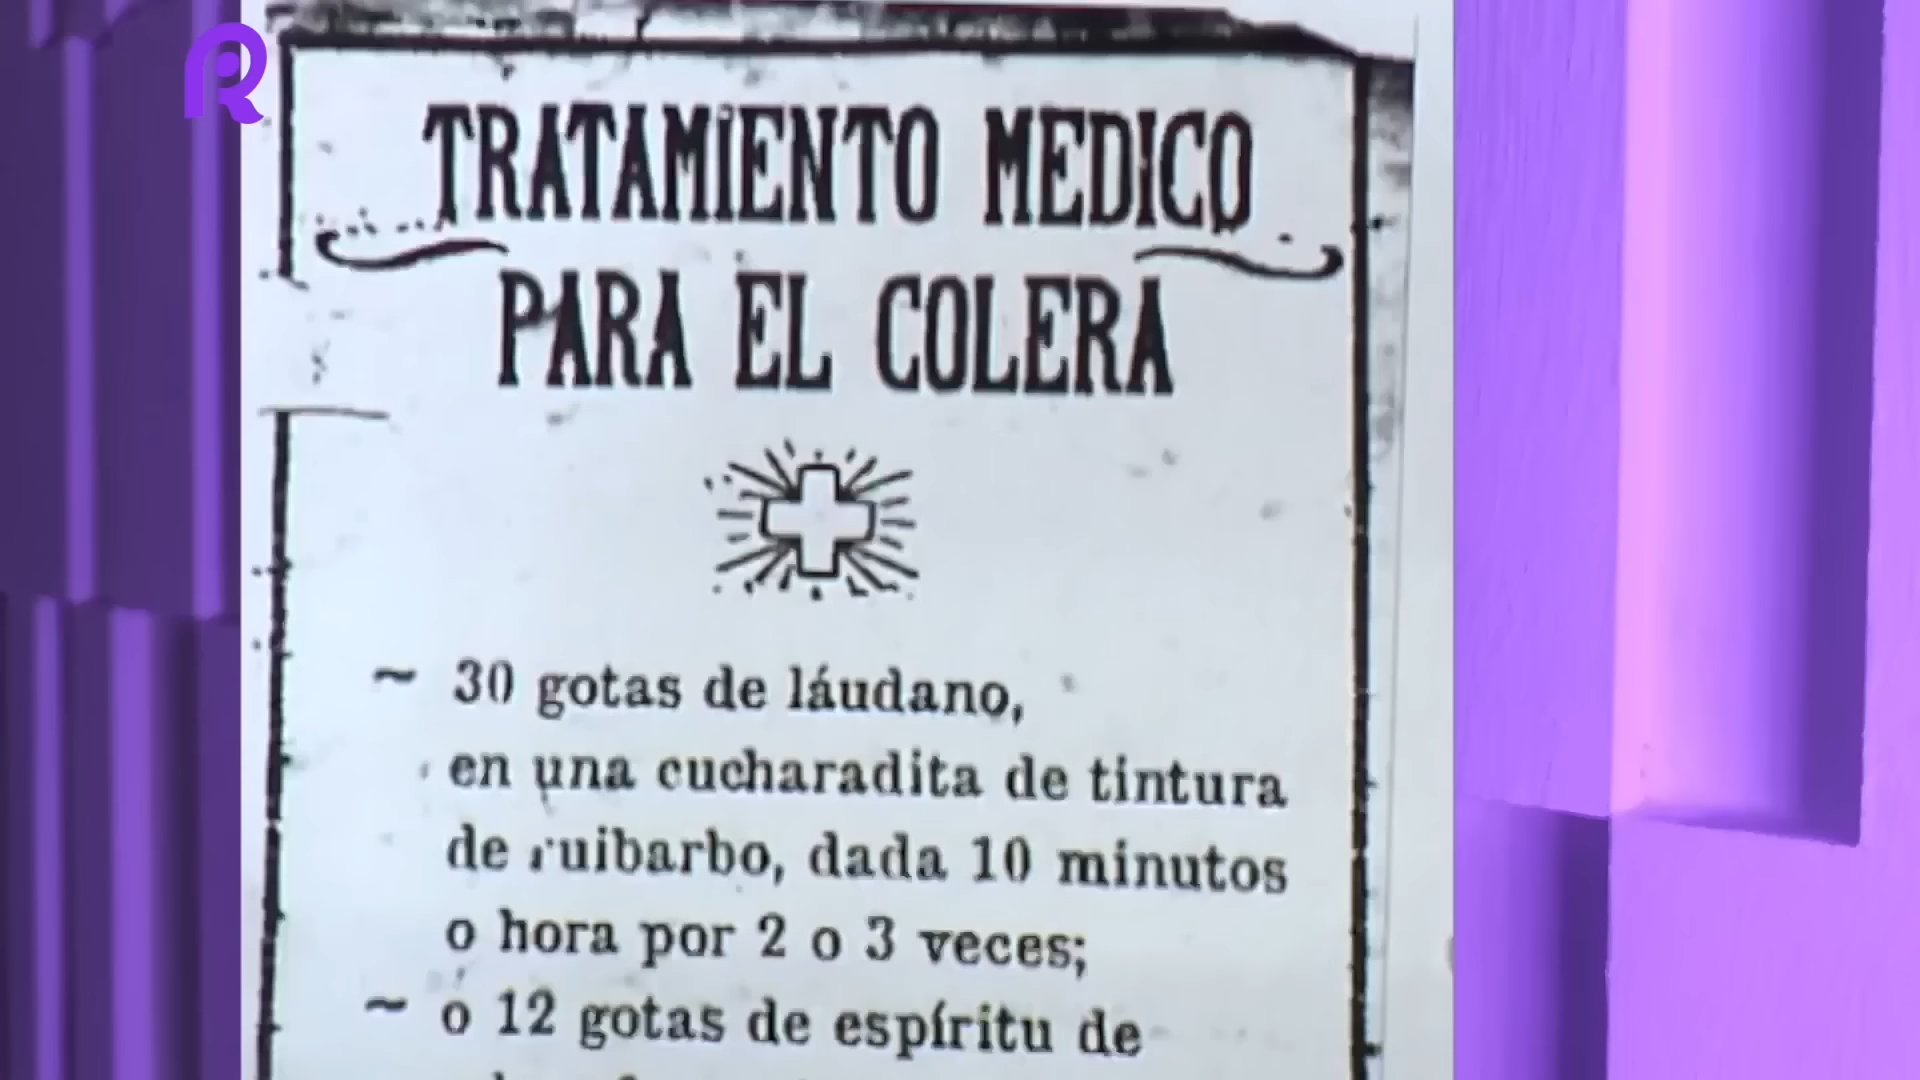 R
TRATAMIENTO MEDICO
PARA EL COLERA
~ 30 gotas de láudano,
en una cucharadita de tintura
de ruibarbo, dada 10 minutos
o hora por 2 o 3 veces;
~ o 12 gotas de espíritu de